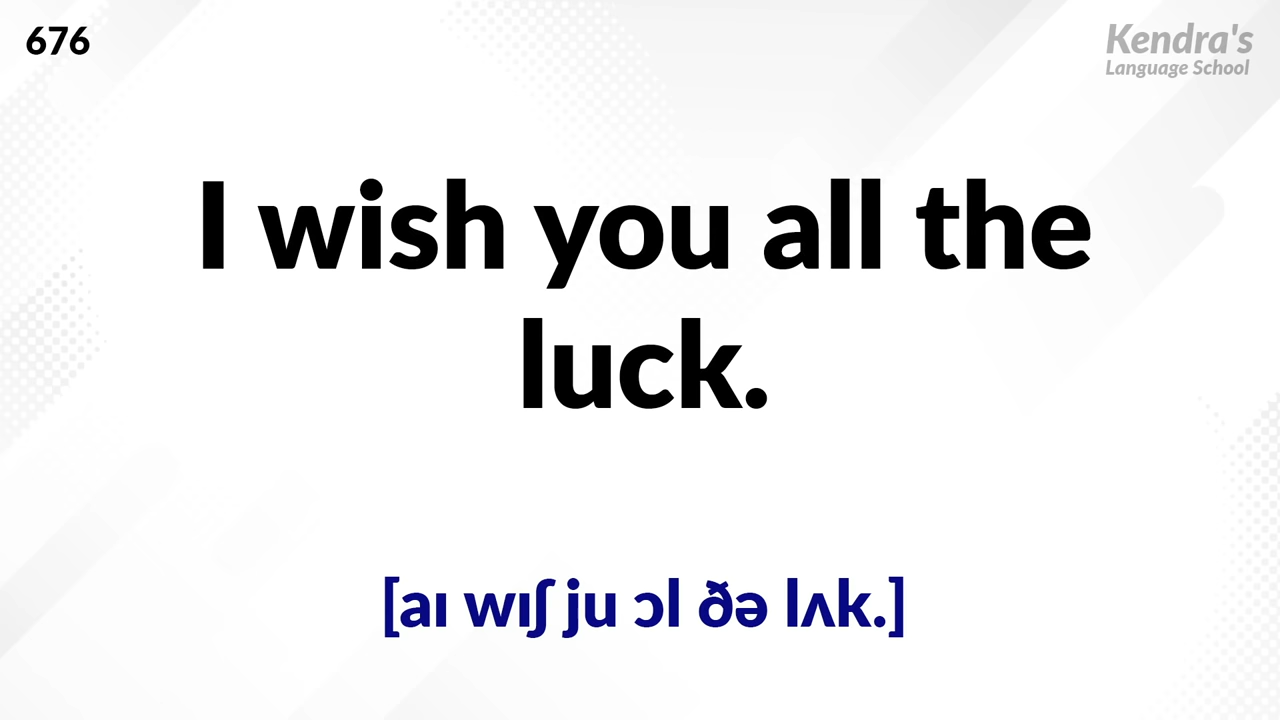 676
Kendra's
Language School
I wish you all the
luck.
[aɪ wɪʃ ju ɔl ðə lʌk.]